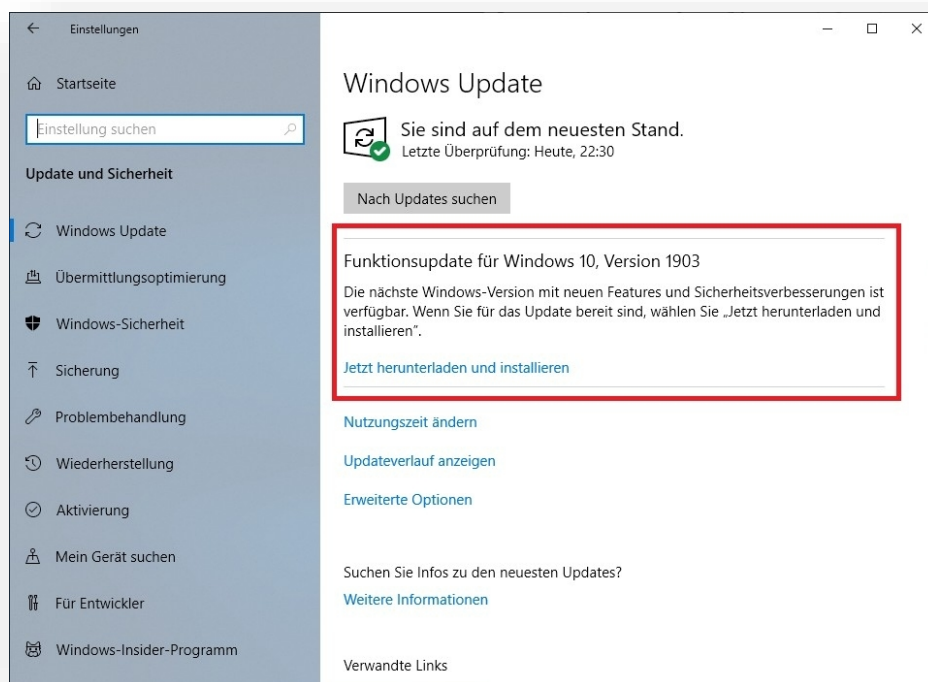 Einstellungen
Startseite
Einstellung suchen
Update und Sicherheit
Windows Update
Übermittlungsoptimierung
Windows-Sicherheit
Sicherung
Problembehandlung
Wiederherstellung
Aktivierung
Mein Gerät suchen
Für Entwickler
Windows-Insider-Programm
Windows Update
Sie sind auf dem neuesten Stand.
Letzte Überprüfung: Heute, 22:30
Nach Updates suchen
Funktionsupdate für Windows 10, Version 1903
Die nächste Windows-Version mit neuen Features und Sicherheitsverbesserungen ist
verfügbar. Wenn Sie für das Update bereit sind, wählen Sie „Jetzt herunterladen und
installieren“.
Jetzt herunterladen und installieren
Nutzungszeit ändern
Updateverlauf anzeigen
Erweiterte Optionen
Suchen Sie Infos zu den neuesten Updates?
Weitere Informationen
Verwandte Links